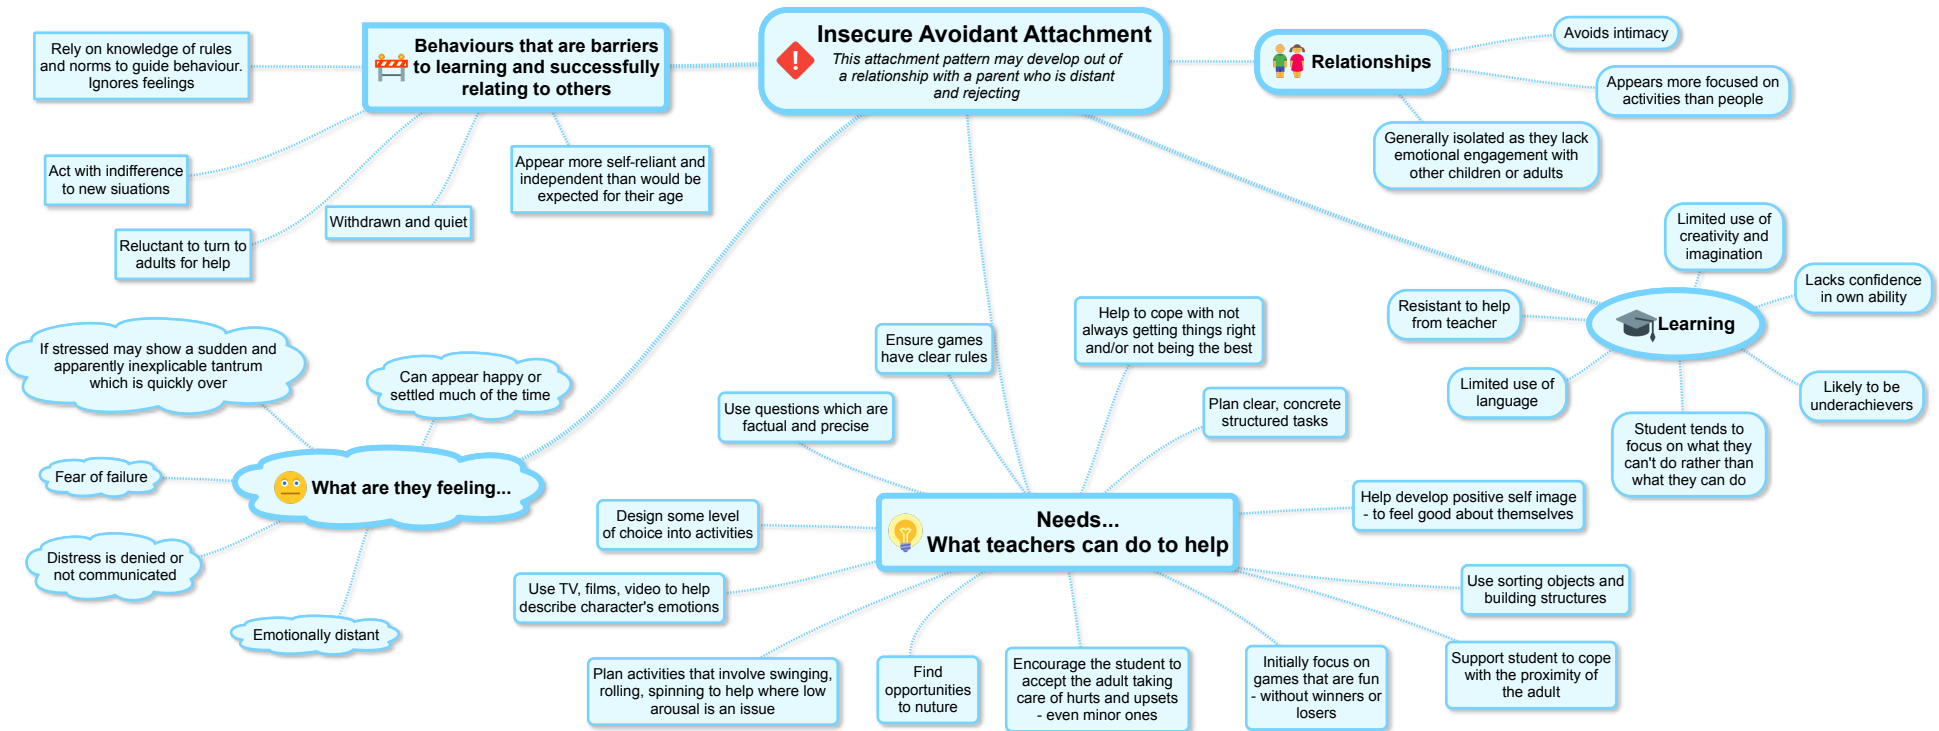 Insecure Avoidant Attachment
This attachment pattern may develop out of
a relationship with a parent who is distant
and rejecting
Behaviours that are barriers
to learning and successfully
relating to others
Rely on knowledge of rules
and norms to guide behaviour.
Ignores feelings
Act with indifference
to new siuations
Reluctant to turn to
adults for help
Withdrawn and quiet
Appear more self-reliant and
independent than would be
expected for their age
Relationships
Avoids intimacy
Appears more focused on
activities than people
Generally isolated as they lack
emotional engagement with
other children or adults
Learning
Limited use of
creativity and
imagination
Lacks confidence
in own ability
Resistant to help
from teacher
Limited use of
language
Student tends to
focus on what they
can't do rather than
what they can do
Likely to be
underachievers
What are they feeling...
If stressed may show a sudden and
apparently inexplicable tantrum
which is quickly over
Can appear happy or
settled much of the time
Fear of failure
Distress is denied or
not communicated
Emotionally distant
Needs...
What teachers can do to help
Ensure games
have clear rules
Help to cope with not
always getting things right
and/or not being the best
Use questions which are
factual and precise
Plan clear, concrete
structured tasks
Design some level
of choice into activities
Help develop positive self image
- to feel good about themselves
Use TV, films, video to help
describe character's emotions
Use sorting objects and
building structures
Plan activities that involve swinging,
rolling, spinning to help where low
arousal is an issue
Find
opportunities
to nuture
Encourage the student to
accept the adult taking
care of hurts and upsets
- even minor ones
Initially focus on
games that are fun
- without winners or
losers
Support student to cope
with the proximity of
the adult